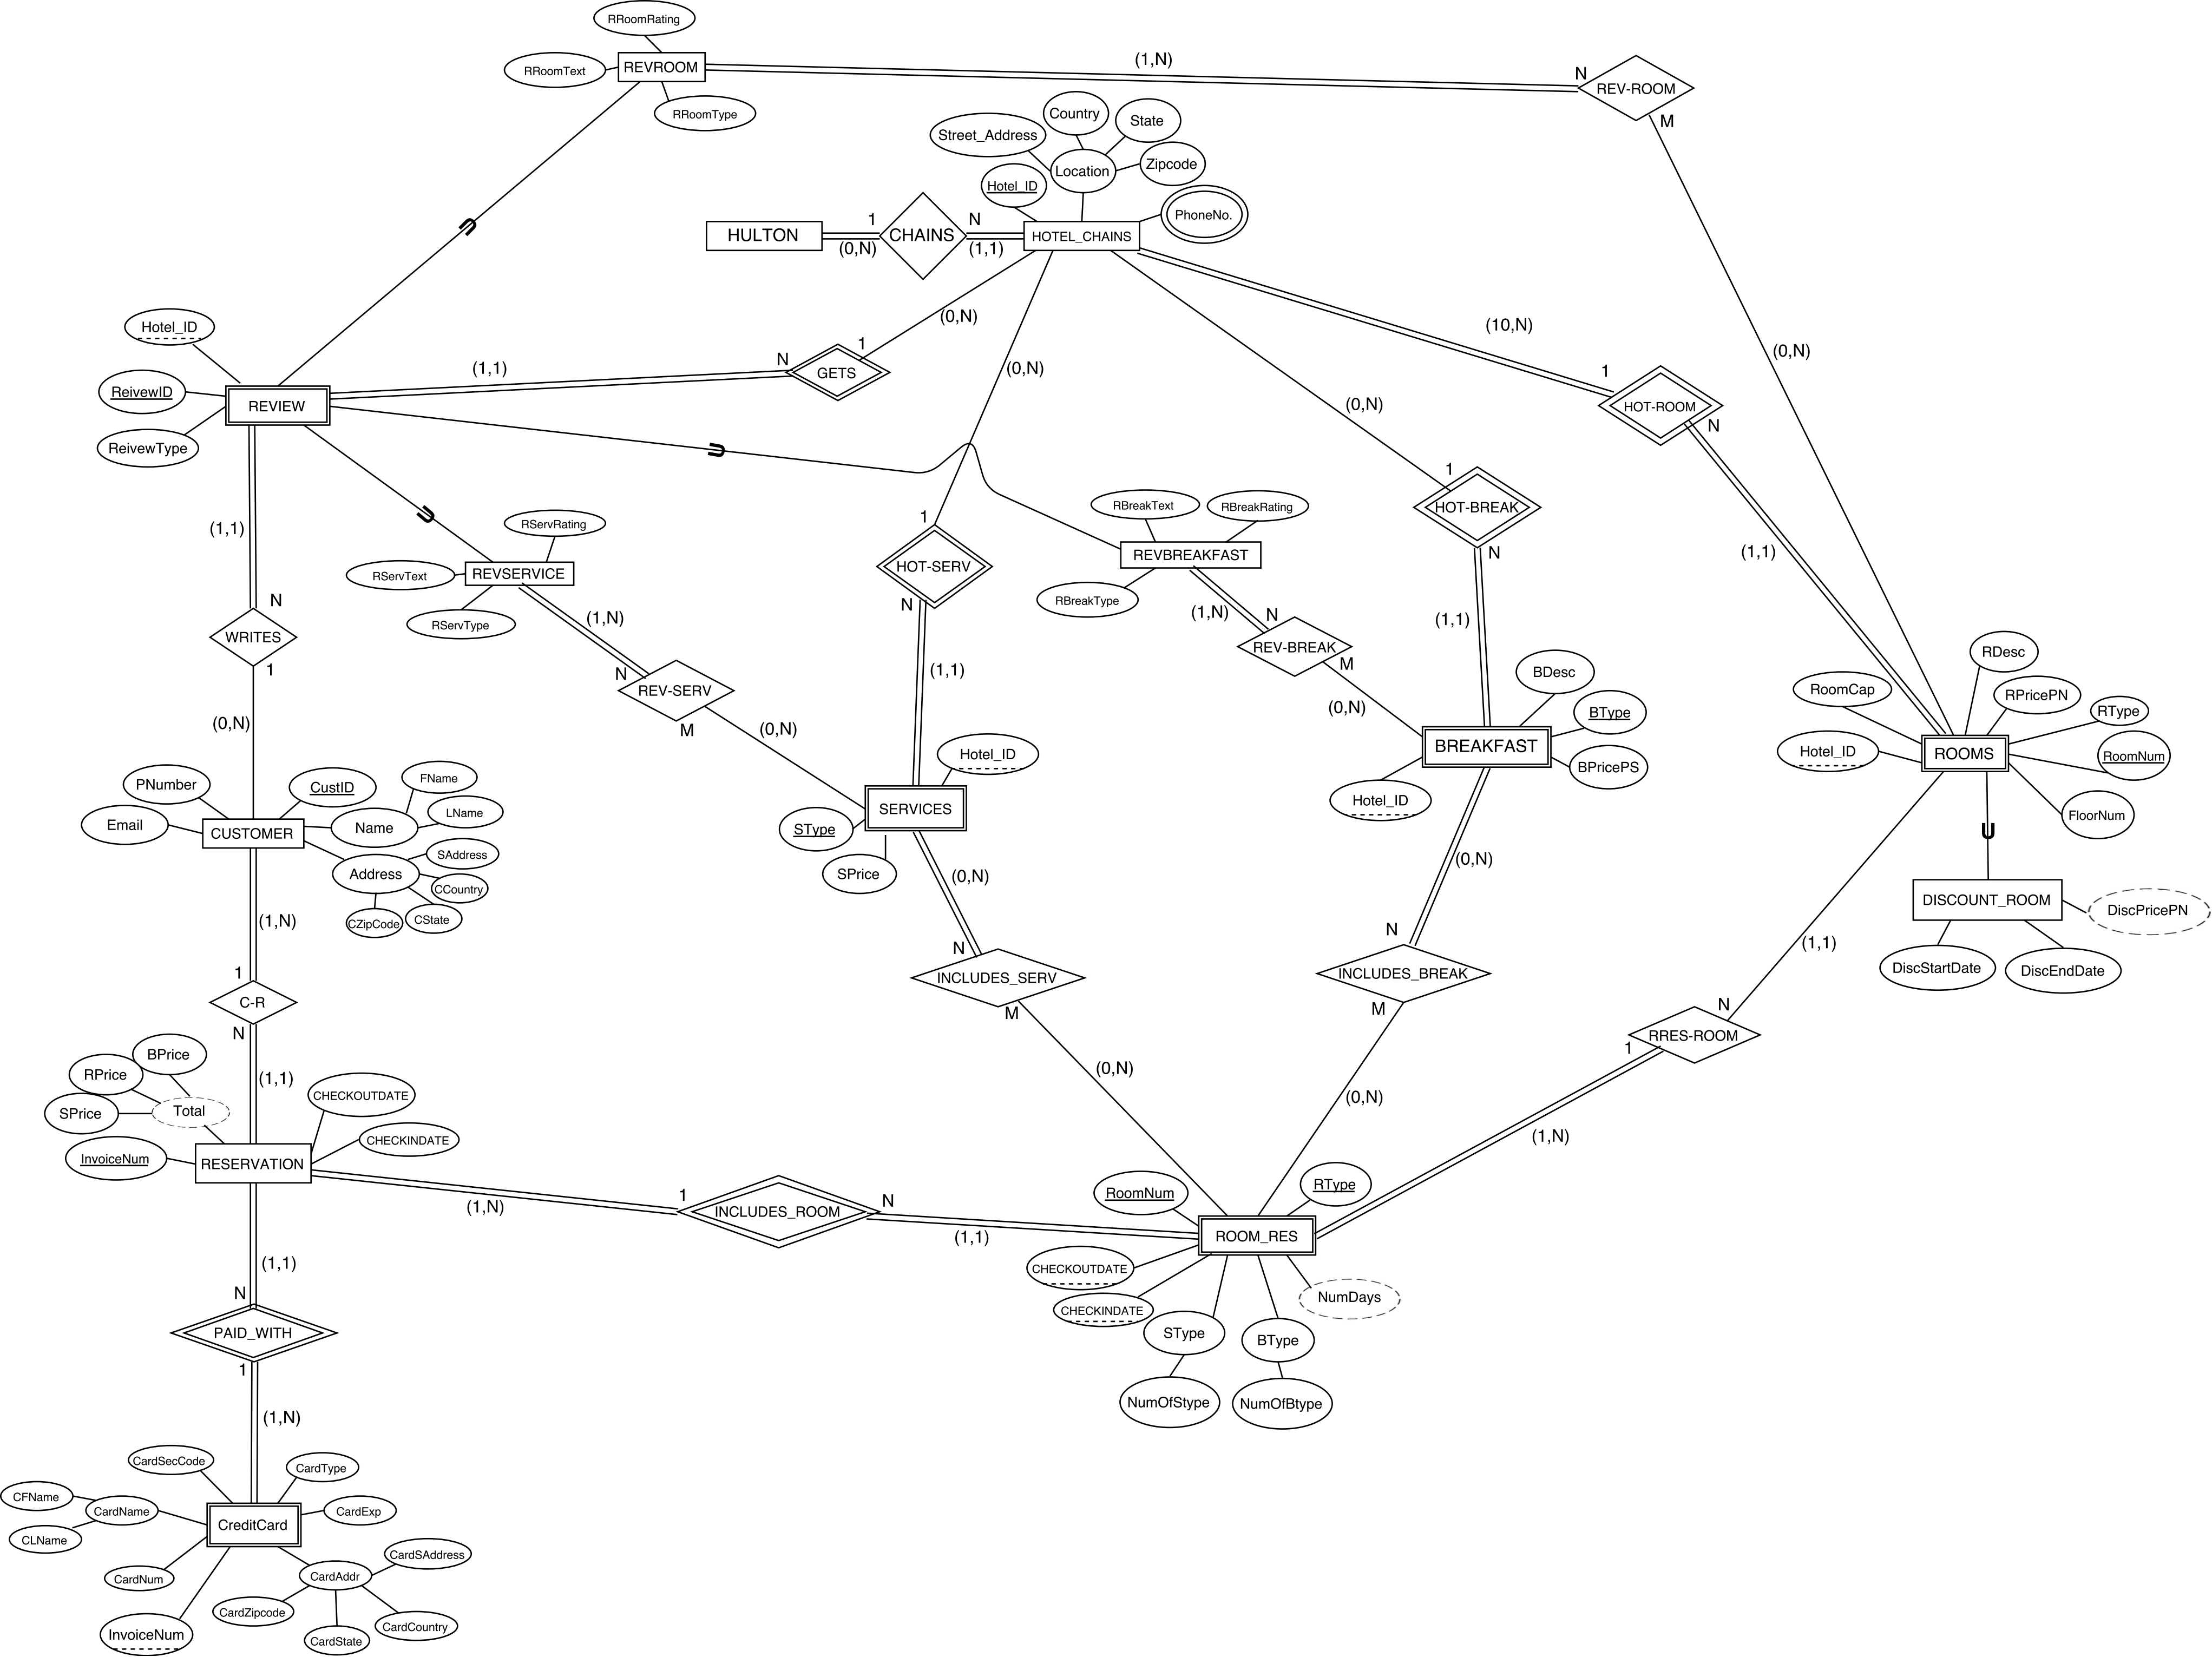 RRoomRating
RRoomText
REVROOM
RRoomType
(1,N)
N
REV-ROOM
M
Street_Address
Country
State
Location
Zipcode
Hotel_ID
PhoneNo.
HULTON
1
(0,N)
CHAINS
N
(1,1)
HOTEL_CHAINS
U
(0,N)
(0,N)
(0,N)
(10,N)
(0,N)
Hotel_ID
ReivewID
ReivewType
REVIEW
(1,1)
N
1
GETS
1
HOT-ROOM
N
U
U
(1,1)
N
WRITES
1
(0,N)
RServRating
RServText
REVSERVICE
RServType
(1,N)
N
REV-SERV
M
(0,N)
1
HOT-SERV
N
(1,1)
RBreakText
RBreakRating
REVBREAKFAST
RBreakType
(1,N)
N
REV-BREAK
M
(0,N)
1
HOT-BREAK
N
(1,1)
(1,1)
BDesc
BType
BREAKFAST
BPricePS
Hotel_ID
RDesc
RoomCap
RPricePN
RType
Hotel_ID
ROOMS
RoomNum
FloorNum
U
DISCOUNT_ROOM
DiscPricePN
DiscStartDate
DiscEndDate
PNumber
CustID
FName
Email
CUSTOMER
Name
LName
Address
SAddress
CCountry
CZipCode
CState
Hotel_ID
SType
SERVICES
SPrice
(0,N)
N
INCLUDES_SERV
M
(0,N)
(0,N)
N
INCLUDES_BREAK
M
(0,N)
(1,1)
N
RRES-ROOM
1
(1,N)
(1,N)
1
C-R
N
(1,1)
BPrice
RPrice
SPrice
Total
InvoiceNum
RESERVATION
CHECKOUTDATE
CHECKINDATE
(1,N)
1
INCLUDES_ROOM
N
(1,1)
RoomNum
RType
ROOM_RES
CHECKOUTDATE
CHECKINDATE
NumDays
SType
BType
NumOfStype
NumOfBtype
(1,1)
N
PAID_WITH
1
(1,N)
CardSecCode
CardType
CFName
CardName
CardExp
CLName
CreditCard
CardNum
CardAddr
CardSAddress
CardZipcode
CardCountry
InvoiceNum
CardState